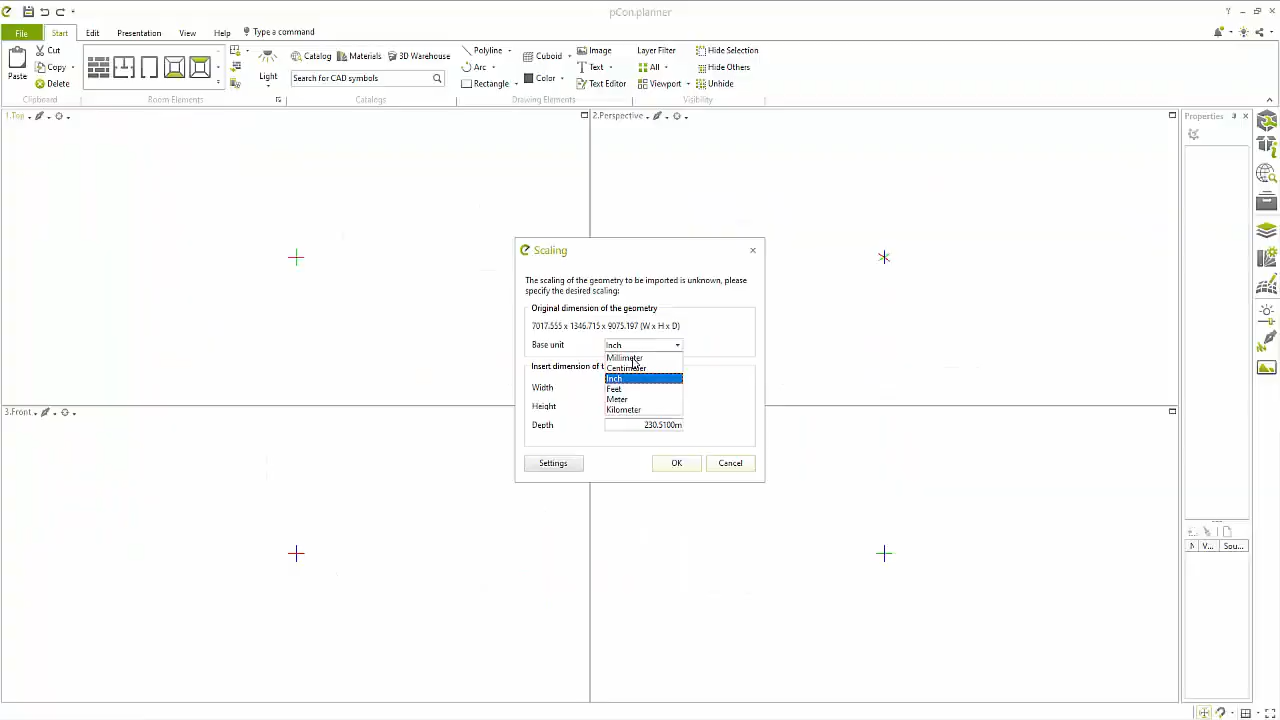 pCon.planner
?
File Start Edit Presentation View Help Type a command
Paste
Cut
Copy
Delete
Clipboard
Room Elements
Light
Catalog Materials 3D Warehouse
Search for CAD symbols
Catalogs
Polyline
Arc
Rectangle
Cuboid
Color
Image
Text
Text Editor
Drawing Elements
Layer Filter
All
Viewport
Hide Selection
Hide Others
Unhide
Visibility
1.Top
2.Perspective
Properties
Scaling
The scaling of the geometry to be imported is unknown, please
specify the desired scaling:
Original dimension of the geometry
7017.555 x 1346.715 x 9075.197 (W x H x D)
Base unit Inch
Millimeter
Centimeter
Inch
Feet
Meter
Kilometer
Insert dimension of t
Width
Height
Depth 230.5100m
Settings OK Cancel
3.Front
N V... Sou...